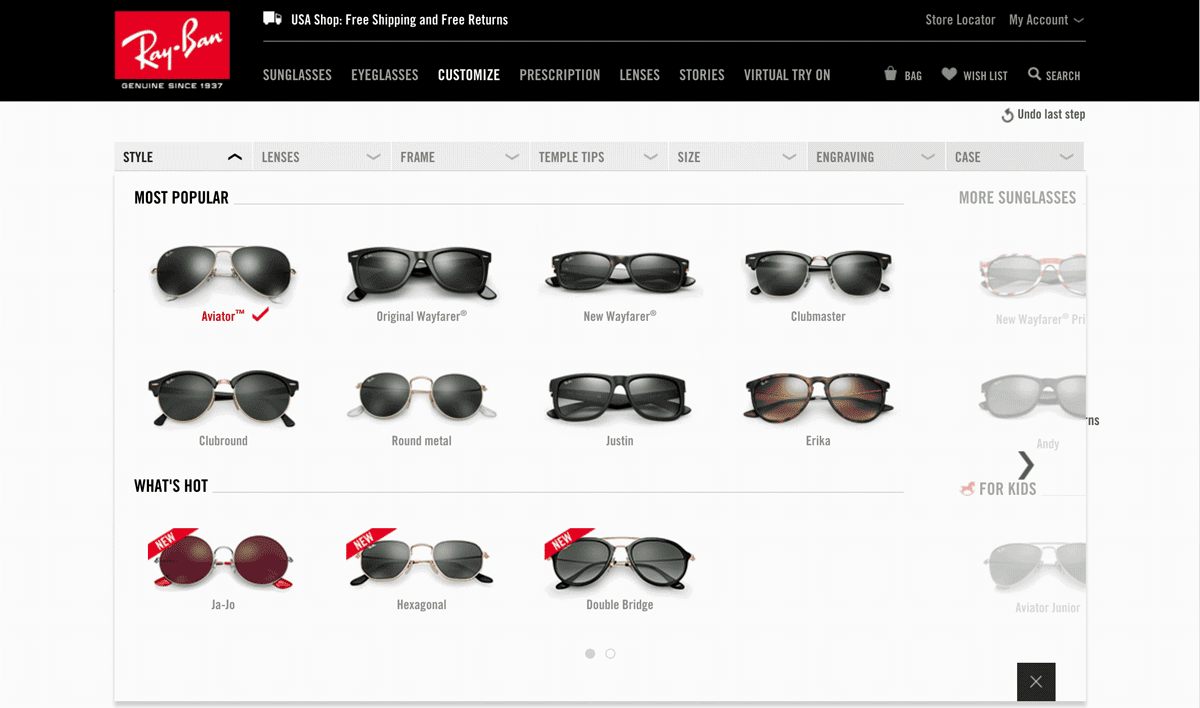 Ray-Ban
GENUINE SINCE 1937
USA Shop: Free Shipping and Free Returns
Store Locator My Account
SUNGLASSES EYEGLASSES CUSTOMIZE PRESCRIPTION LENSES STORIES VIRTUAL TRY ON
BAG WISH LIST SEARCH
Undo last step
STYLE LENSES FRAME TEMPLE TIPS SIZE ENGRAVING CASE
MOST POPULAR MORE SUNGLASSES
Aviator™ Original Wayfarer® New Wayfarer® Clubmaster New Wayfarer® Pri
Clubround Round metal Justin Erika Andy
rns
WHAT'S HOT FOR KIDS
NEW NEW NEW
Ja-Jo Hexagonal Double Bridge Aviator Junior